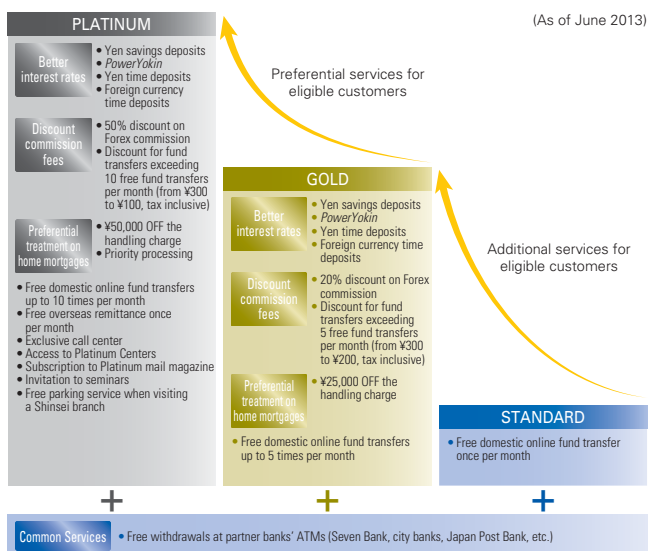 PLATINUM
Better
interest rates
• Yen savings deposits
• PowerYokin
• Yen time deposits
• Foreign currency
time deposits
Discount
commission
fees
• 50% discount on
Forex commission
• Discount for fund
transfers exceeding
10 free fund transfers
per month (from ¥300
to ¥100, tax inclusive)
Preferential
treatment on
home mortgages
• ¥50,000 OFF the
handling charge
• Priority processing
• Free domestic online fund transfers
up to 10 times per month
• Free overseas remittance once
per month
• Exclusive call center
• Access to Platinum Centers
• Subscription to Platinum mail magazine
• Invitation to seminars
• Free parking service when visiting
a Shinsei branch
(As of June 2013)
Preferential services for
eligible customers
GOLD
Better
interest rates
• Yen savings deposits
• PowerYokin
• Yen time deposits
• Foreign currency time
deposits
Discount
commission
fees
• 20% discount on Forex
commission
• Discount for fund
transfers exceeding
5 free fund transfers
per month (from ¥300
to ¥200, tax inclusive)
Preferential
treatment on
home mortgages
• ¥25,000 OFF the
handling charge
• Free domestic online fund transfers
up to 5 times per month
Additional services for
eligible customers
STANDARD
• Free domestic online fund transfer
once per month
+ + +
Common Services • Free withdrawals at partner banks' ATMs (Seven Bank, city banks, Japan Post Bank, etc.)